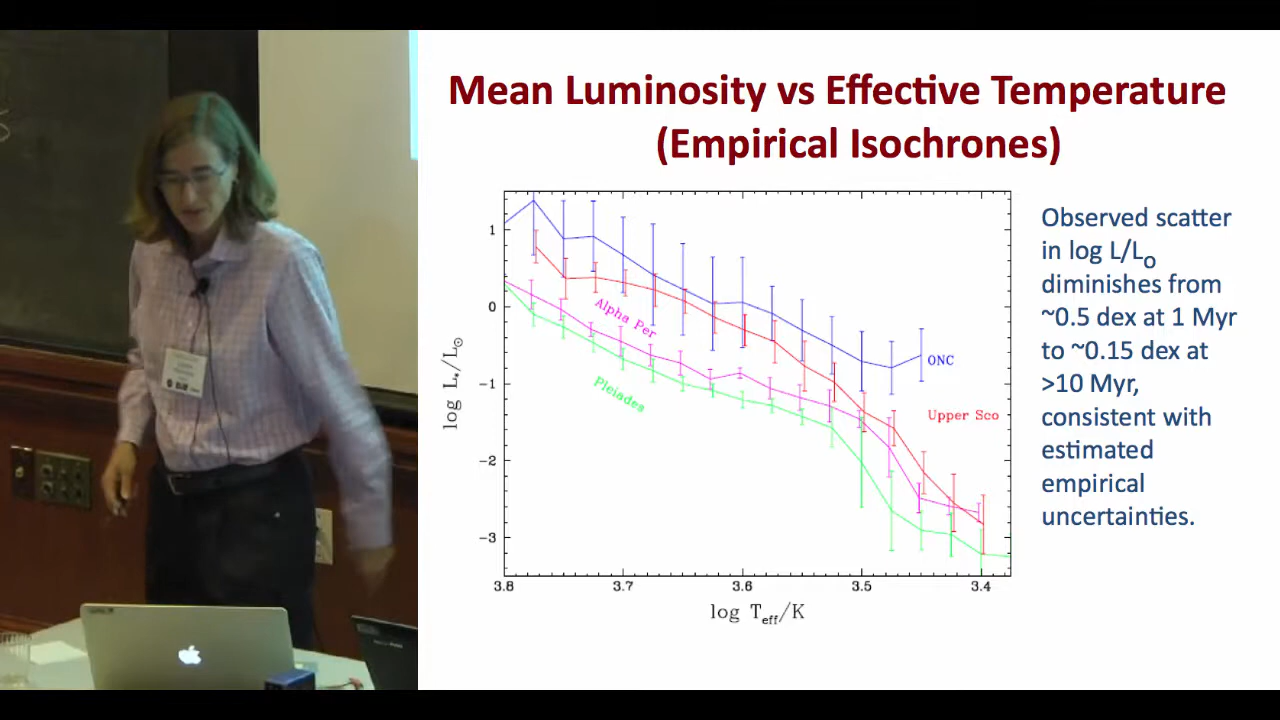 Mean Luminosity vs Effective Temperature
(Empirical Isochrones)
1
0
−1
−2
−3
log L*/L⊙
3.8 3.7 3.6 3.5 3.4
log Teff/K
Alpha Per
Pleiades
ONC
Upper Sco
Observed scatter
in log L/Lo
diminishes from
~0.5 dex at 1 Myr
to ~0.15 dex at
>10 Myr,
consistent with
estimated
empirical
uncertainties.